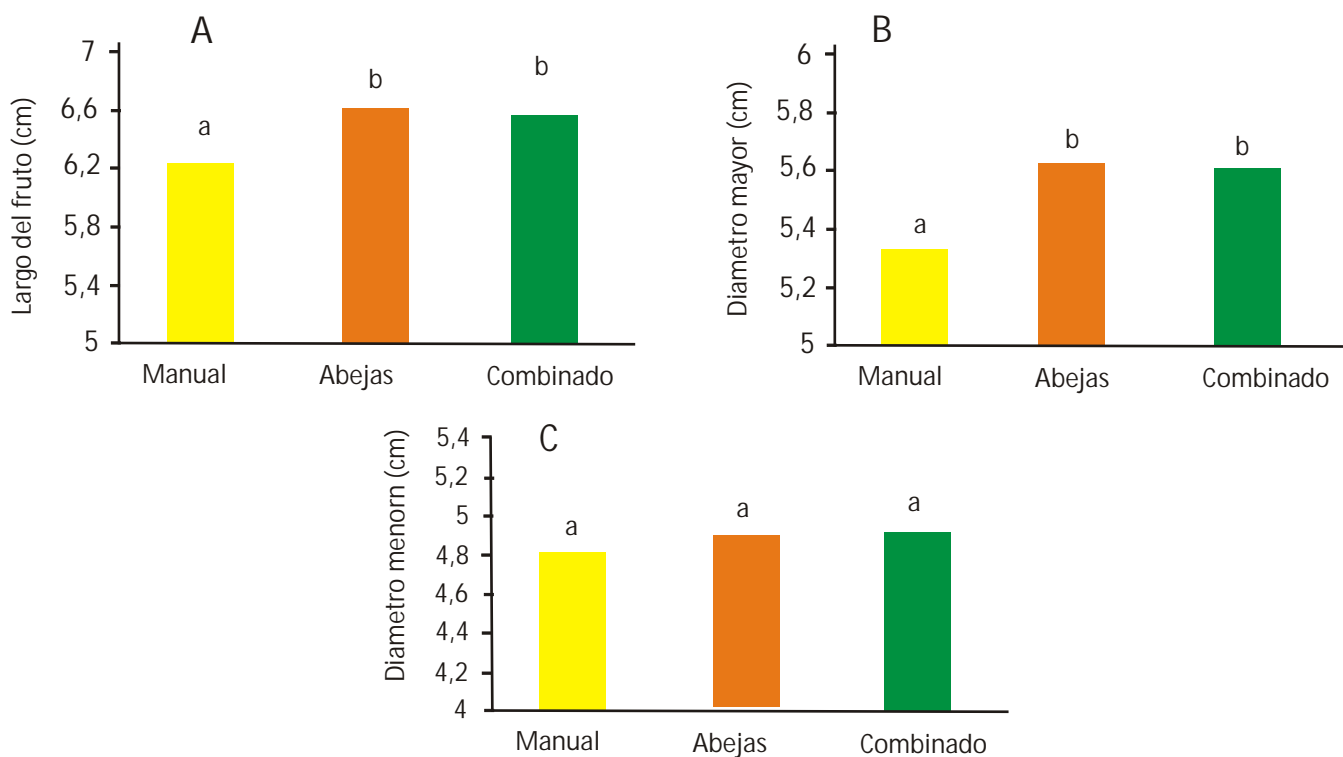 A
Largo del fruto (cm)
7
6,6
6,2
5,8
5,4
5
a
b
b
Manual
Abejas
Combinado
B
Diametro mayor (cm)
6
5,8
5,6
5,4
5,2
5
a
b
b
Manual
Abejas
Combinado
C
Diametro menorn (cm)
5,4
5,2
5
4,8
4,6
4,4
4,2
4
a
a
a
Manual
Abejas
Combinado